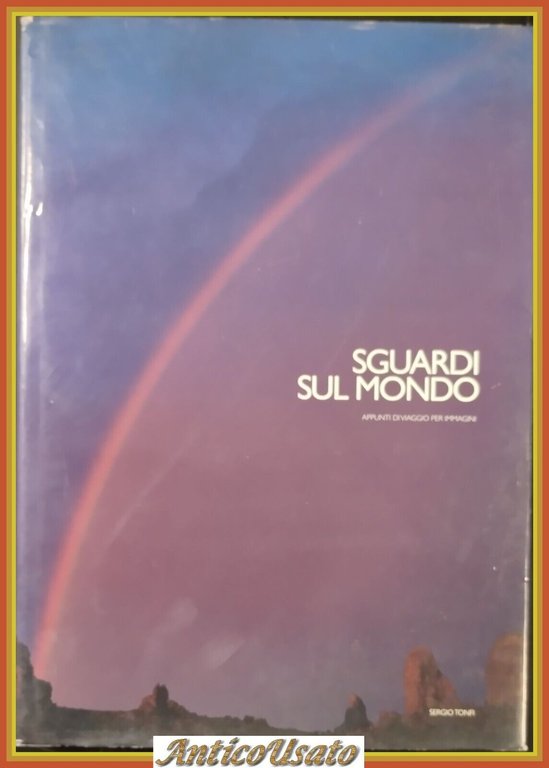 SGUARDI
SUL MONDO
APPUNTI DI VIAGGIO PER IMMAGINI
SERGIO TONFI
AnticoUsato